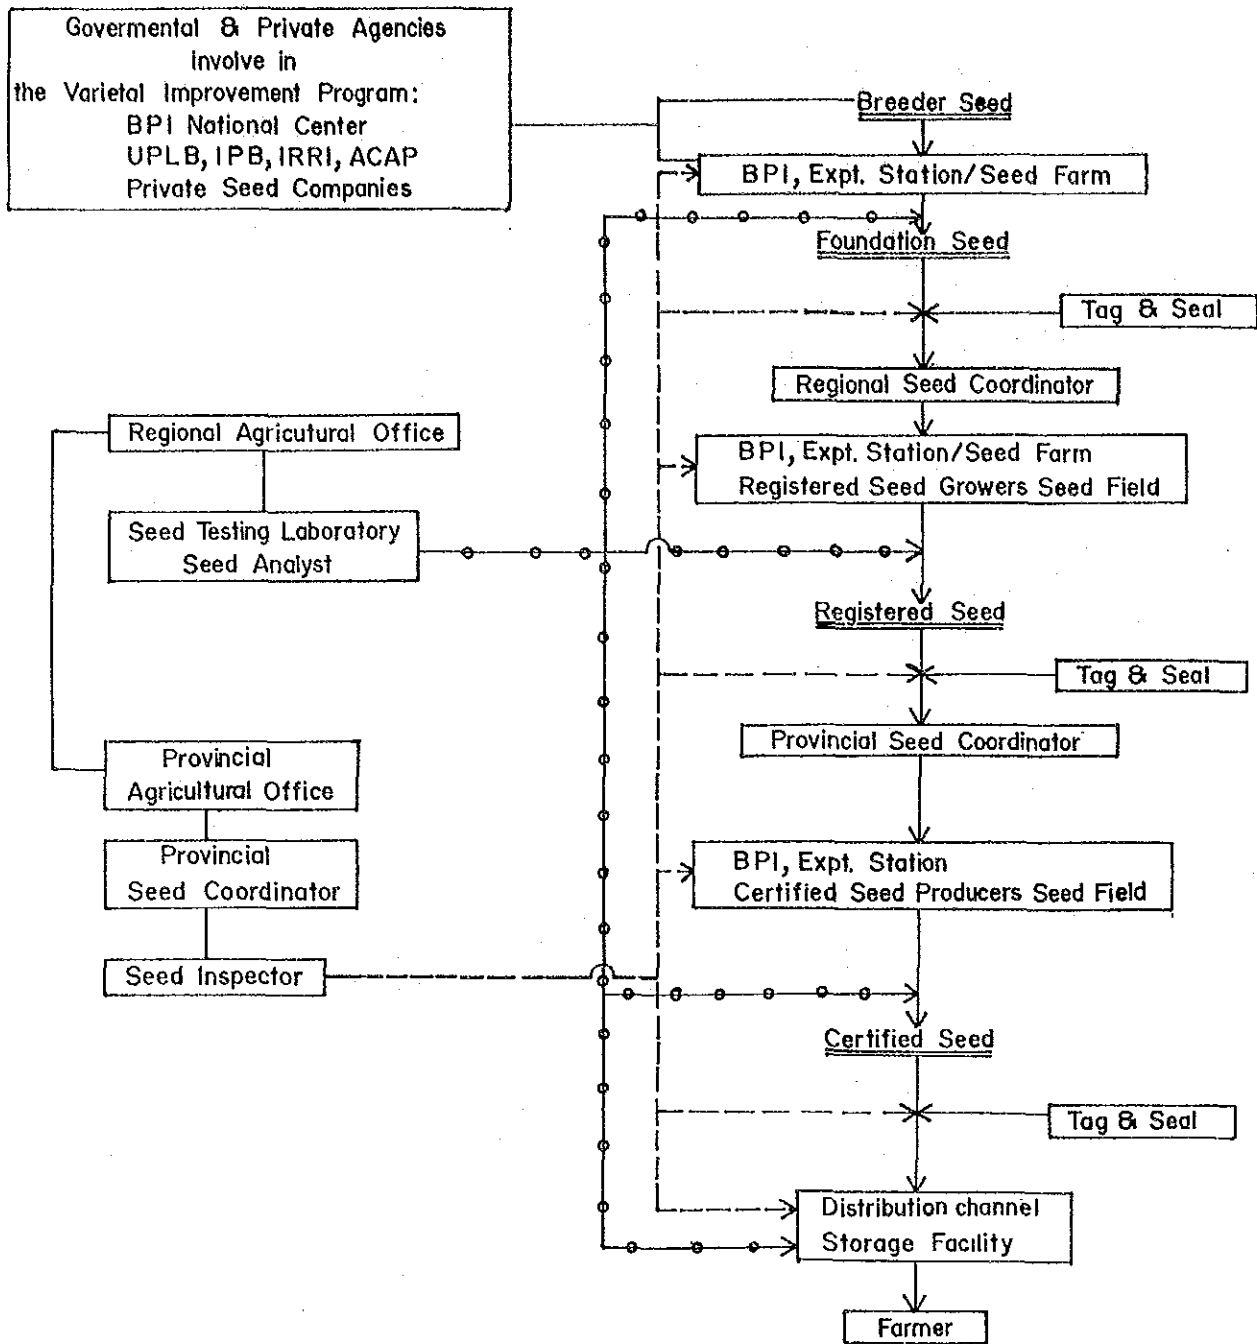 Govermental & Private Agencies
involve in
the Varietal Improvement Program:
BPI National Center
UPLB, IPB, IRRI, ACAP
Private Seed Companies
Breeder Seed
BPI, Expt. Station/Seed Farm
Foundation Seed
Tag & Seal
Regional Seed Coordinator
Regional Agricutural Office
BPI, Expt. Station/Seed Farm
Registered Seed Growers Seed Field
Seed Testing Laboratory
Seed Analyst
Registered Seed
Tag & Seal
Provincial Seed Coordinator
Provincial
Agricultural Office
Provincial
Seed Coordinator
BPI, Expt. Station
Certified Seed Producers Seed Field
Seed Inspector
Certified Seed
Tag & Seal
Distribution channel
Storage Facility
Farmer